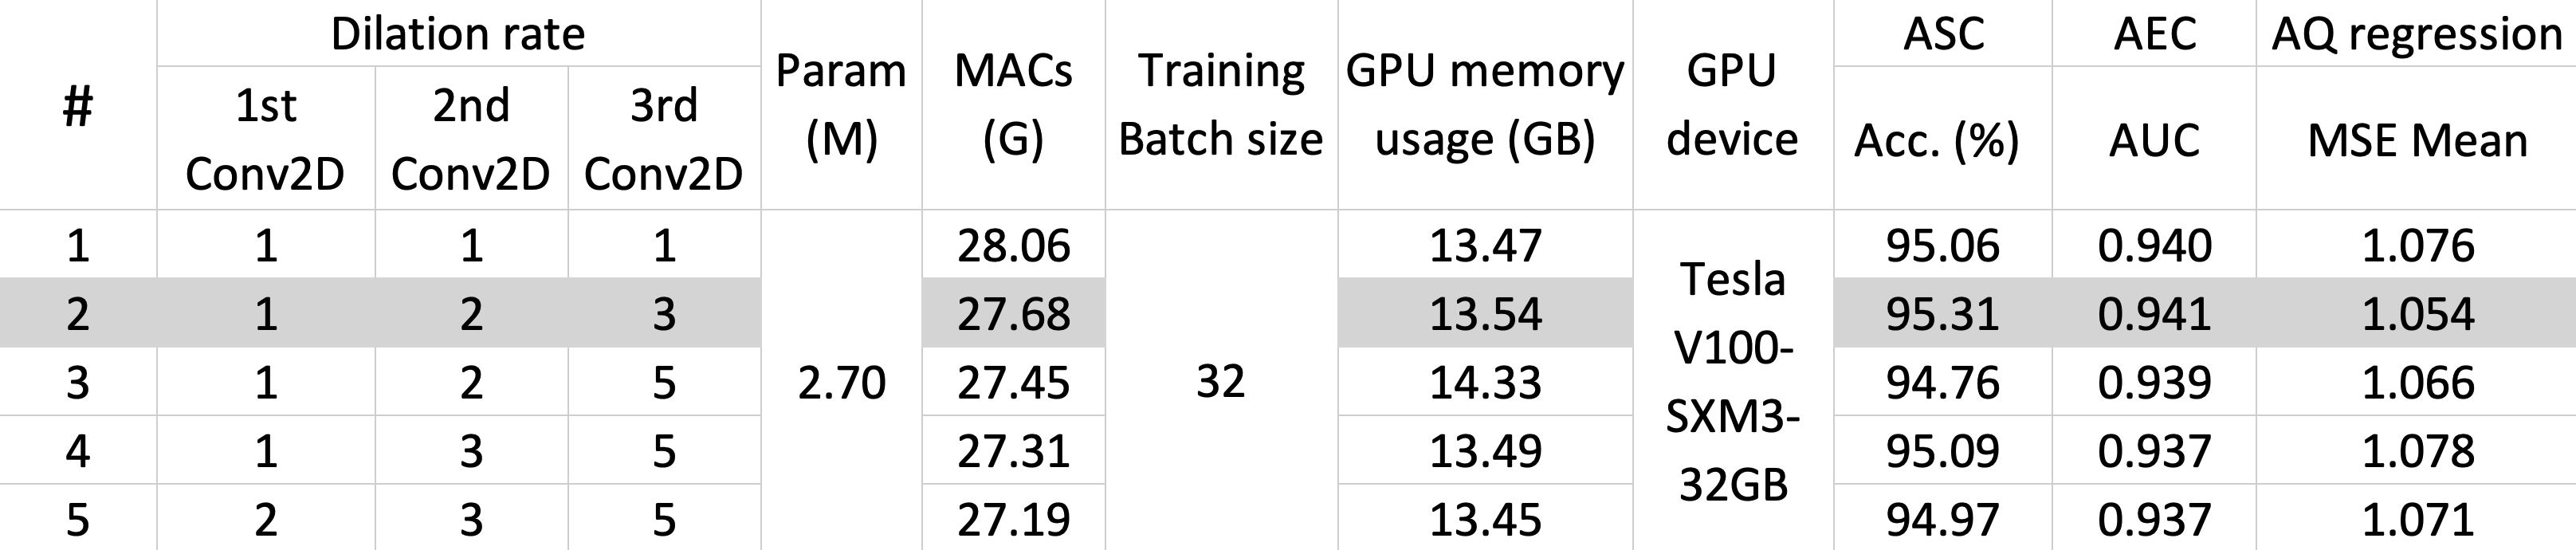 # Dilation rate Param (M) MACs (G) Training Batch size GPU memory usage (GB) GPU device ASC AEC AQ regression
1st Conv2D 2nd Conv2D 3rd Conv2D Acc. (%) AUC MSE Mean
1 1 1 1 2.70 28.06 32 13.47 Tesla V100-SXM3-32GB 95.06 0.940 1.076
2 1 2 3 27.68 13.54 95.31 0.941 1.054
3 1 2 5 27.45 14.33 94.76 0.939 1.066
4 1 3 5 27.31 13.49 95.09 0.937 1.078
5 2 3 5 27.19 13.45 94.97 0.937 1.071